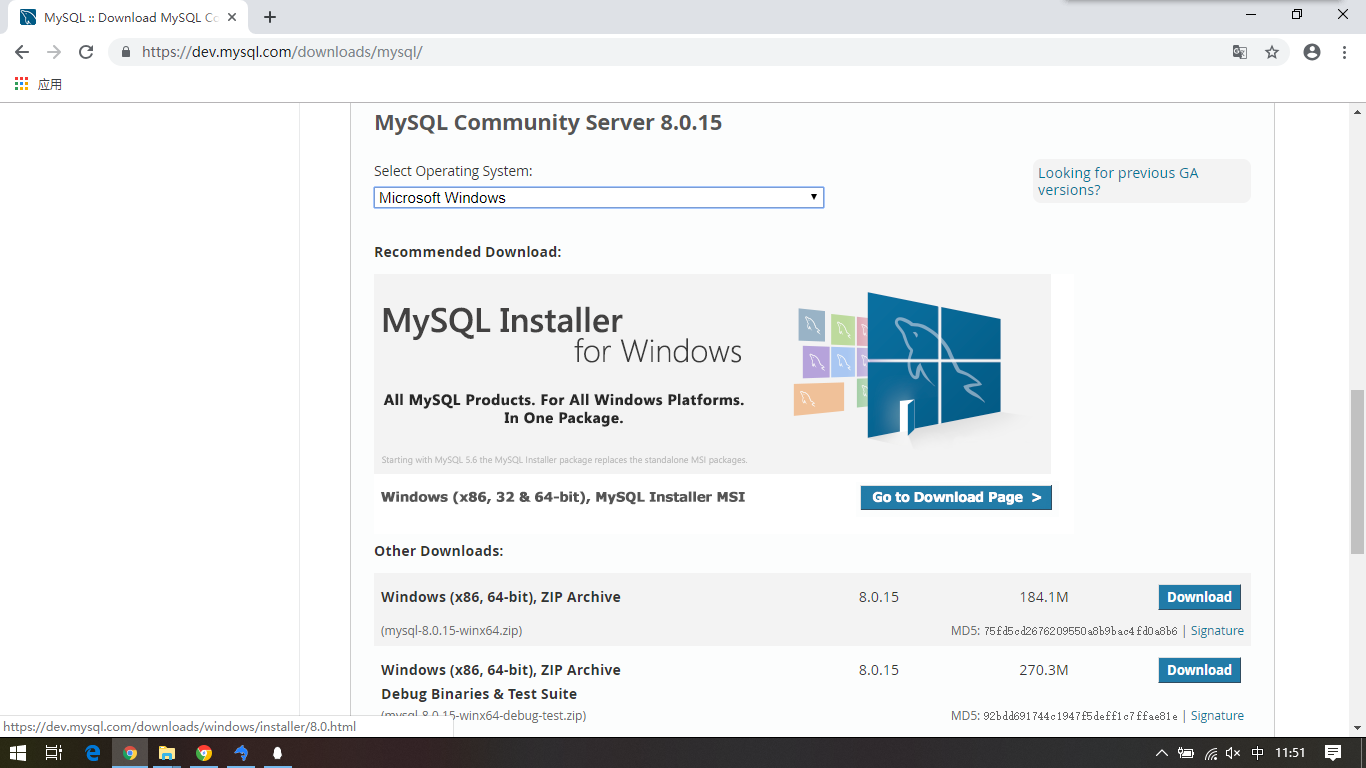 MySQL :: Download MySQL Co
https://dev.mysql.com/downloads/mysql/
应用
MySQL Community Server 8.0.15
Select Operating System:
Looking for previous GA
versions?
Microsoft Windows
Recommended Download:
MySQL Installer
for Windows
All MySQL Products. For All Windows Platforms.
In One Package.
Starting with MySQL 5.6 the MySQL Installer package replaces the standalone MSI packages.
Windows (x86, 32 & 64-bit), MySQL Installer MSI
Go to Download Page >
Other Downloads:
Windows (x86, 64-bit), ZIP Archive 8.0.15 184.1M Download
(mysql-8.0.15-winx64.zip) MD5: 75fd5cd2676209550a8b9bac4fd0a8b6 | Signature
Windows (x86, 64-bit), ZIP Archive 8.0.15 270.3M Download
Debug Binaries & Test Suite
(mysql-8.0.15-winx64-debug-test.zip) MD5: 92bdd691744c1947f5deff1c7ffae81e | Signature
https://dev.mysql.com/downloads/windows/installer/8.0.html
中 11:51